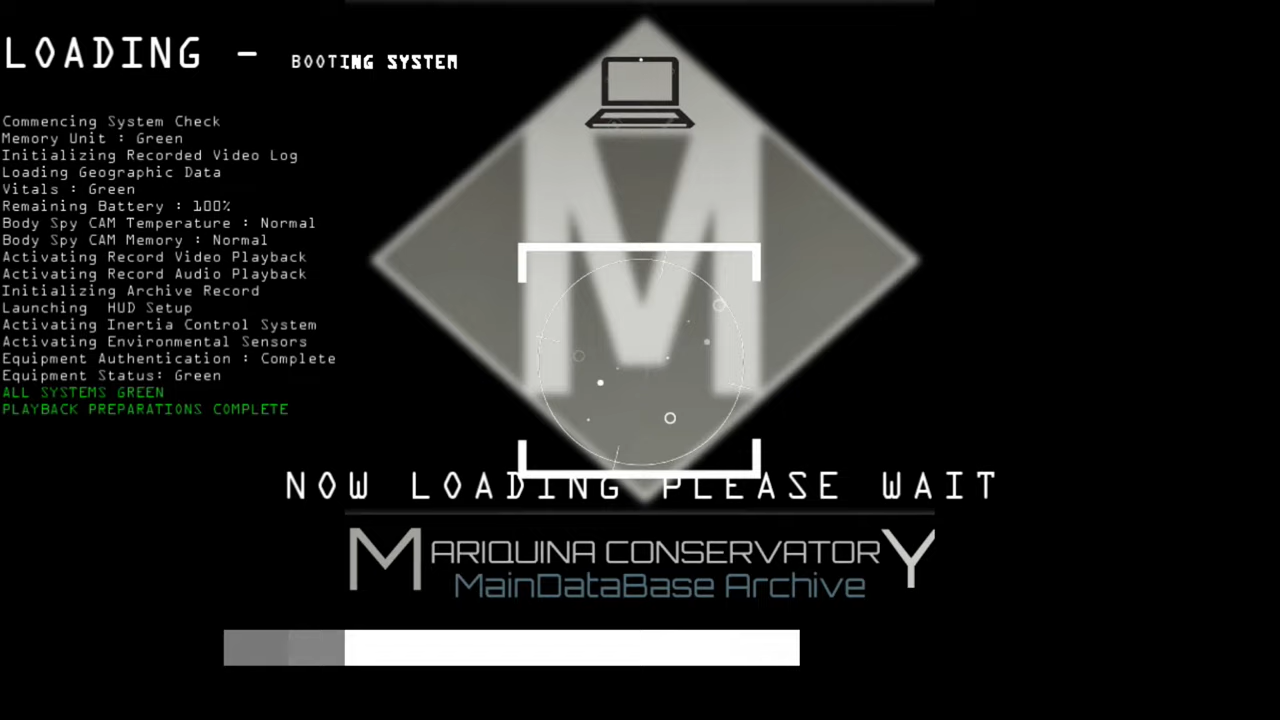 LOADING - BOOTING SYSTEM
Commencing System Check
Memory Unit : Green
Initializing Recorded Video Log
Loading Geographic Data
Vitals : Green
Remaining Battery : 100%
Body Spy CAM Temperature : Normal
Body Spy CAM Memory : Normal
Activating Record Video Playback
Activating Record Audio Playback
Initializing Archive Record
Launching  HUD Setup
Activating Inertia Control System
Activating Environmental Sensors
Equipment Authentication : Complete
Equipment Status: Green
ALL SYSTEMS GREEN
PLAYBACK PREPARATIONS COMPLETE
M
NOW LOADING PLEASE WAIT
MARIQUINA CONSERVATORY
MainDataBase Archive